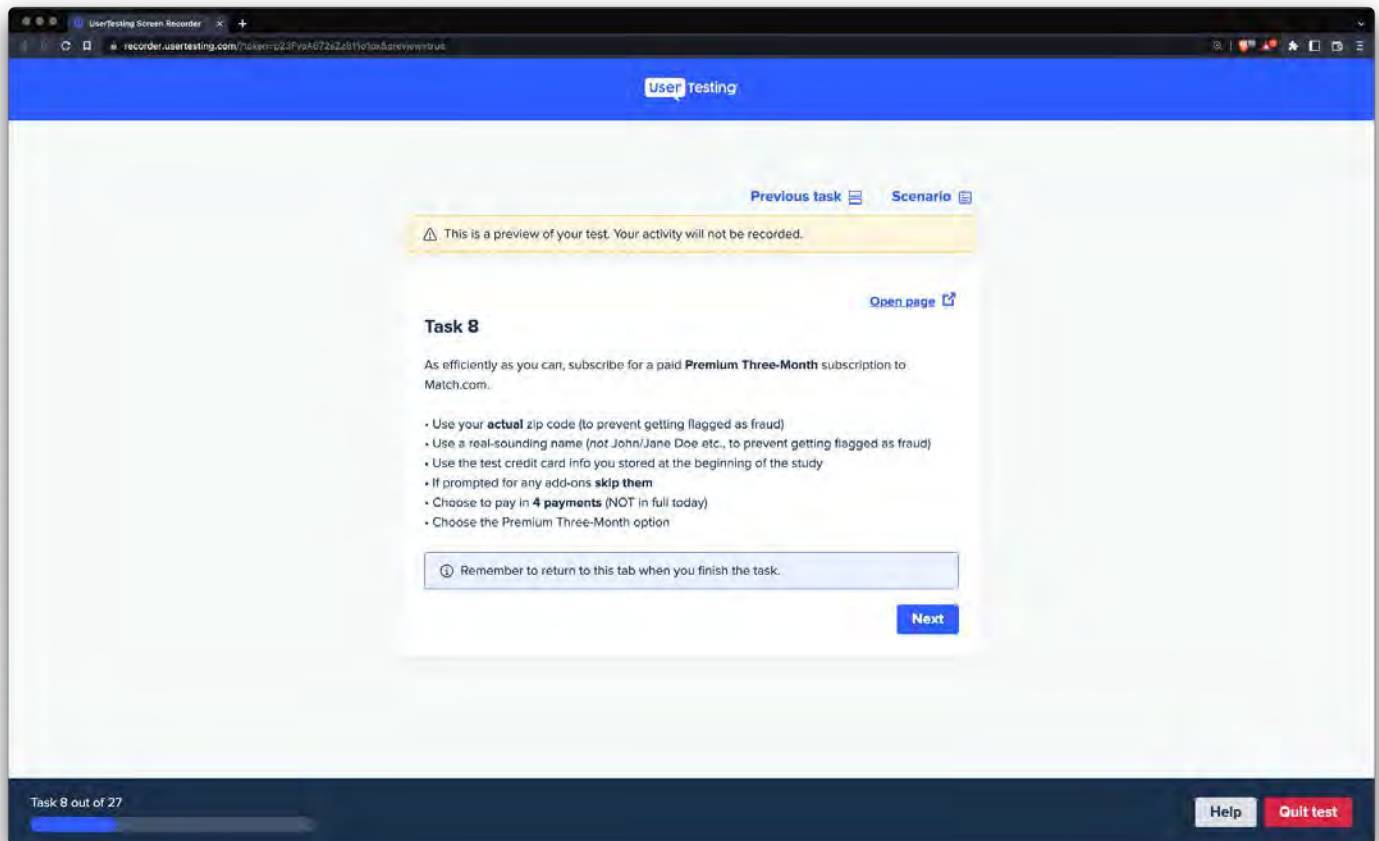 UserTesting Screen Recorder
recorder.usertesting.com/
User Testing
Previous task
Scenario
This is a preview of your test. Your activity will not be recorded.
Open page
Task 8
As efficiently as you can, subscribe for a paid Premium Three-Month subscription to
Match.com.
• Use your actual zip code (to prevent getting flagged as fraud)
• Use a real-sounding name (not John/Jane Doe etc., to prevent getting flagged as fraud)
• Use the test credit card info you stored at the beginning of the study
• If prompted for any add-ons skip them
• Choose to pay in 4 payments (NOT in full today)
• Choose the Premium Three-Month option
Remember to return to this tab when you finish the task.
Next
Task 8 out of 27
Help
Quit test